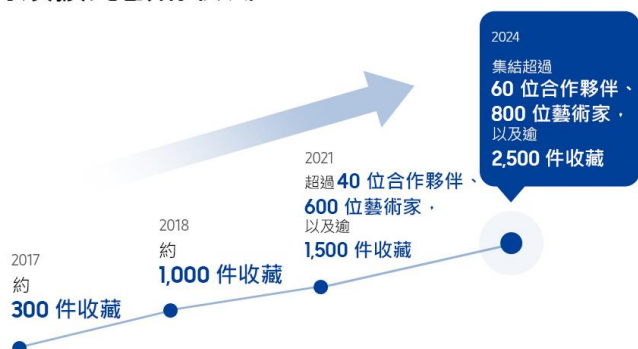 2024
集結超過
60 位合作夥伴、
800 位藝術家，
以及逾
2,500 件收藏
2021
超過40 位合作夥伴、
600 位藝術家，
以及逾
1,500 件收藏
2018
約
1,000 件收藏
2017
約
300 件收藏